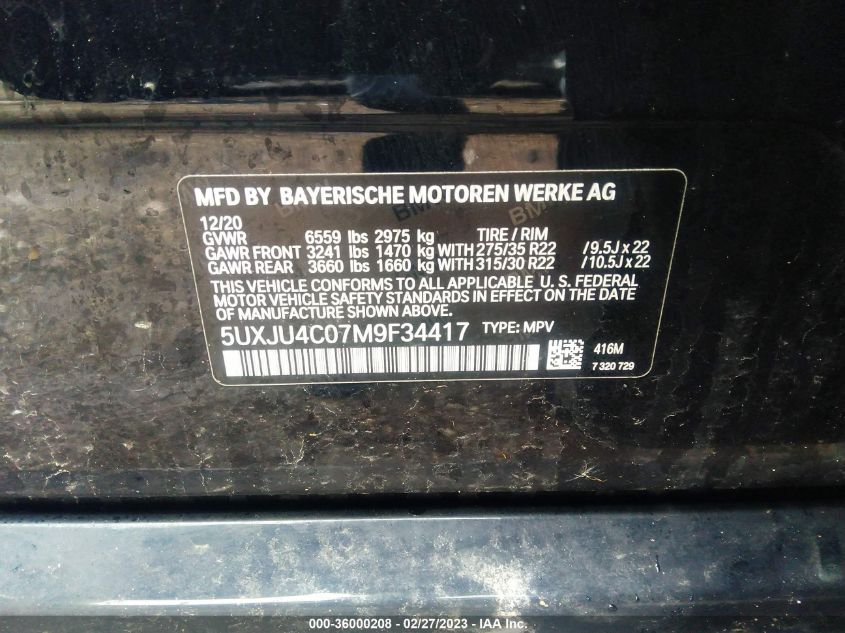 MFD BY BAYERISCHE MOTOREN WERKE AG
12/20
GVWR 6559 lbs 2975 kg TIRE / RIM
GAWR FRONT 3241 lbs 1470 kg WITH 275/35 R22 / 9.5J x 22
GAWR REAR 3660 lbs 1660 kg WITH 315/30 R22 / 10.5J x 22
THIS VEHICLE CONFORMS TO ALL APPLICABLE U. S. FEDERAL
MOTOR VEHICLE SAFETY STANDARDS IN EFFECT ON THE DATE
OF MANUFACTURE SHOWN ABOVE.
5UXJU4C07M9F34417 TYPE: MPV
416M
7 320 729
000-36000208 - 02/27/2023 - IAA Inc.